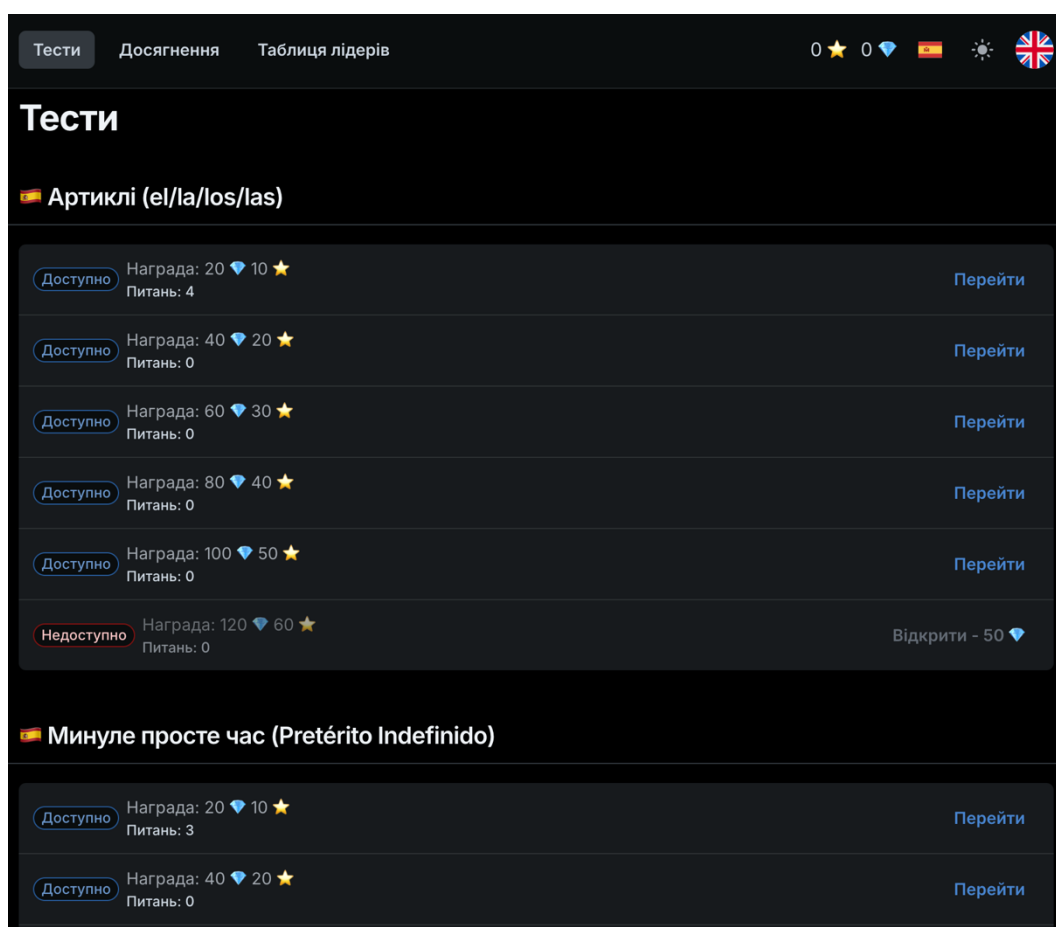 Тести Досягнення Таблиця лідерів 0 ⭐ 0 💎
Тести
Артиклі (el/la/los/las)
Доступно Награда: 20 💎 10 ⭐
Питань: 4 Перейти
Доступно Награда: 40 💎 20 ⭐
Питань: 0 Перейти
Доступно Награда: 60 💎 30 ⭐
Питань: 0 Перейти
Доступно Награда: 80 💎 40 ⭐
Питань: 0 Перейти
Доступно Награда: 100 💎 50 ⭐
Питань: 0 Перейти
Недоступно Награда: 120 💎 60 ⭐
Питань: 0 Відкрити - 50 💎
Минуле просте час (Pretérito Indefinido)
Доступно Награда: 20 💎 10 ⭐
Питань: 3 Перейти
Доступно Награда: 40 💎 20 ⭐
Питань: 0 Перейти